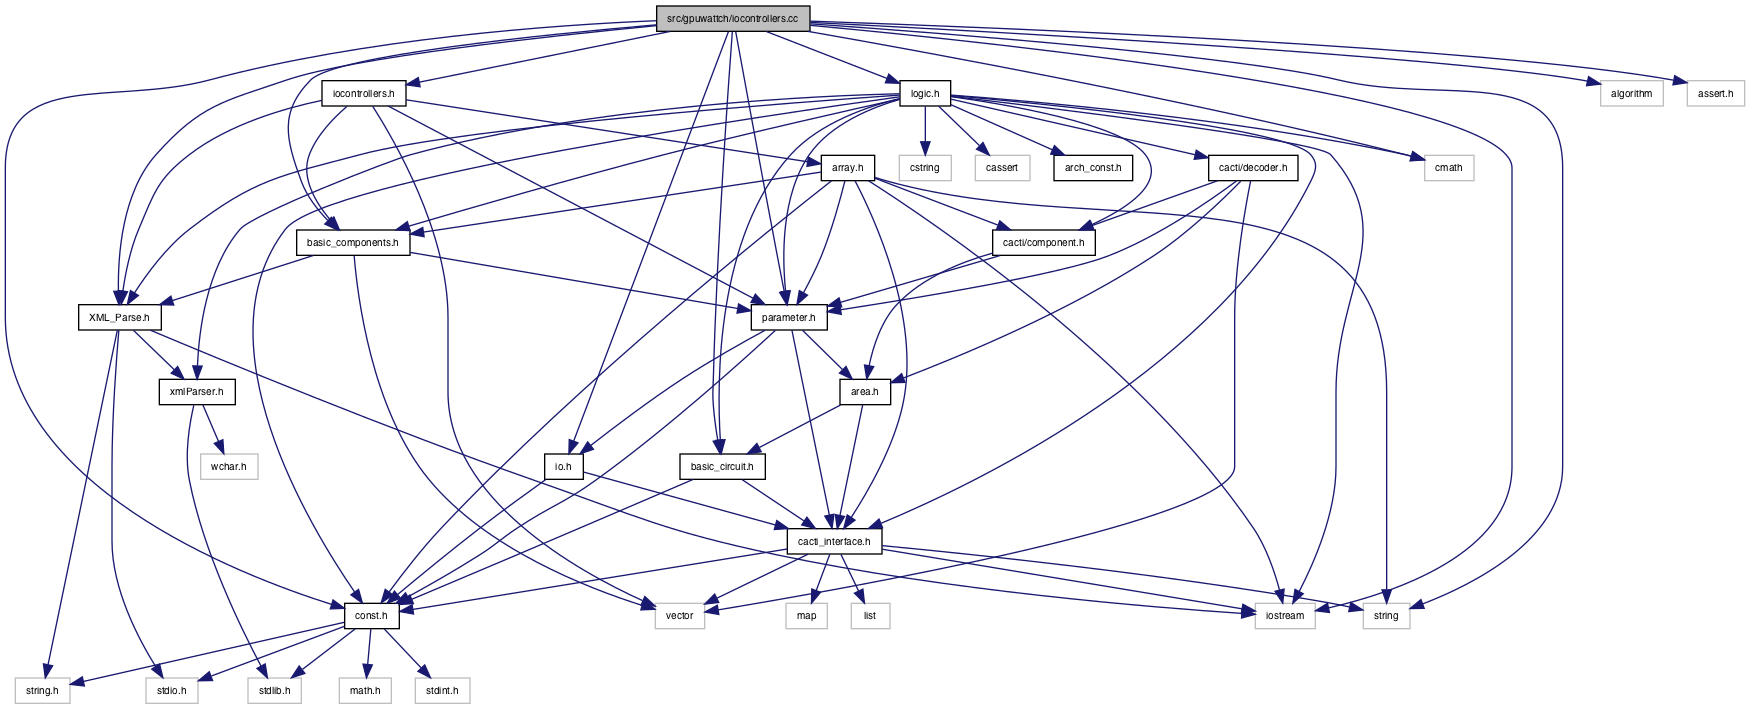 src/gpuwattch/iocontrollers.cc
iocontrollers.h
logic.h
algorithm
assert.h
array.h
cstring
cassert
arch_const.h
cacti/decoder.h
cmath
basic_components.h
cacti/component.h
XML_Parse.h
parameter.h
xmlParser.h
area.h
wchar.h
io.h
basic_circuit.h
cacti_interface.h
const.h
vector
map
list
iostream
string
string.h
stdio.h
stdlib.h
math.h
stdint.h